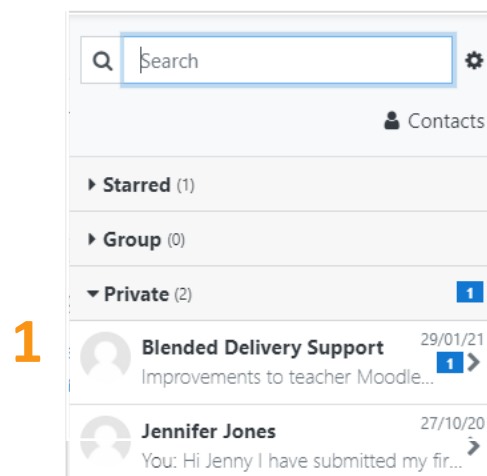 Search
Contacts
Starred (1)
Group (0)
Private (2) 1
1
Blended Delivery Support 29/01/21
Improvements to teacher Moodle... 1
Jennifer Jones 27/10/20
You: Hi Jenny I have submitted my fir...